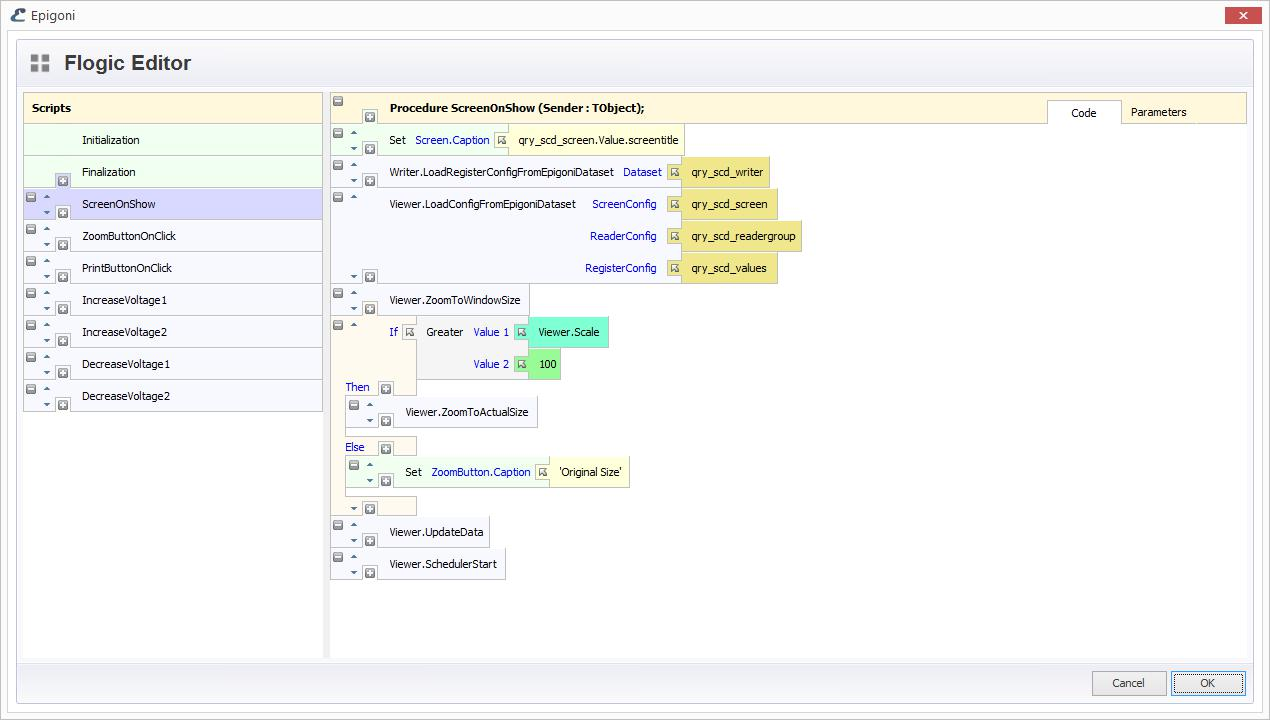 Epigoni
Flogic Editor
Scripts
Initialization
Finalization
ScreenOnShow
ZoomButtonOnClick
PrintButtonOnClick
IncreaseVoltage1
IncreaseVoltage2
DecreaseVoltage1
DecreaseVoltage2
Procedure ScreenOnShow (Sender : TObject);
Code
Parameters
Set Screen.Caption qry_scd_screen.Value.screentitle
Writer.LoadRegisterConfigFromEpigoniDataset Dataset qry_scd_writer
Viewer.LoadConfigFromEpigoniDataset ScreenConfig qry_scd_screen
ReaderConfig qry_scd_readergroup
RegisterConfig qry_scd_values
Viewer.ZoomToWindowSize
If Greater Value 1 Viewer.Scale
Value 2 100
Then
Viewer.ZoomToActualSize
Else
Set ZoomButton.Caption 'Original Size'
Viewer.UpdateData
Viewer.SchedulerStart
Cancel
OK